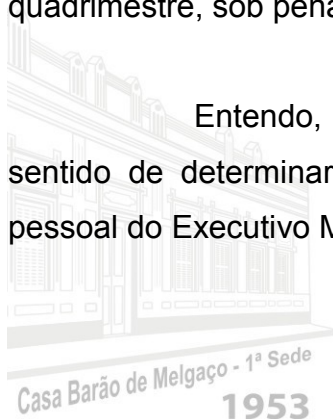 quadrimestre, sob pena
Entendo,
sentido de determinar
pessoal do Executivo M
Casa Barão de Melgaço - 1ª Sede
1953